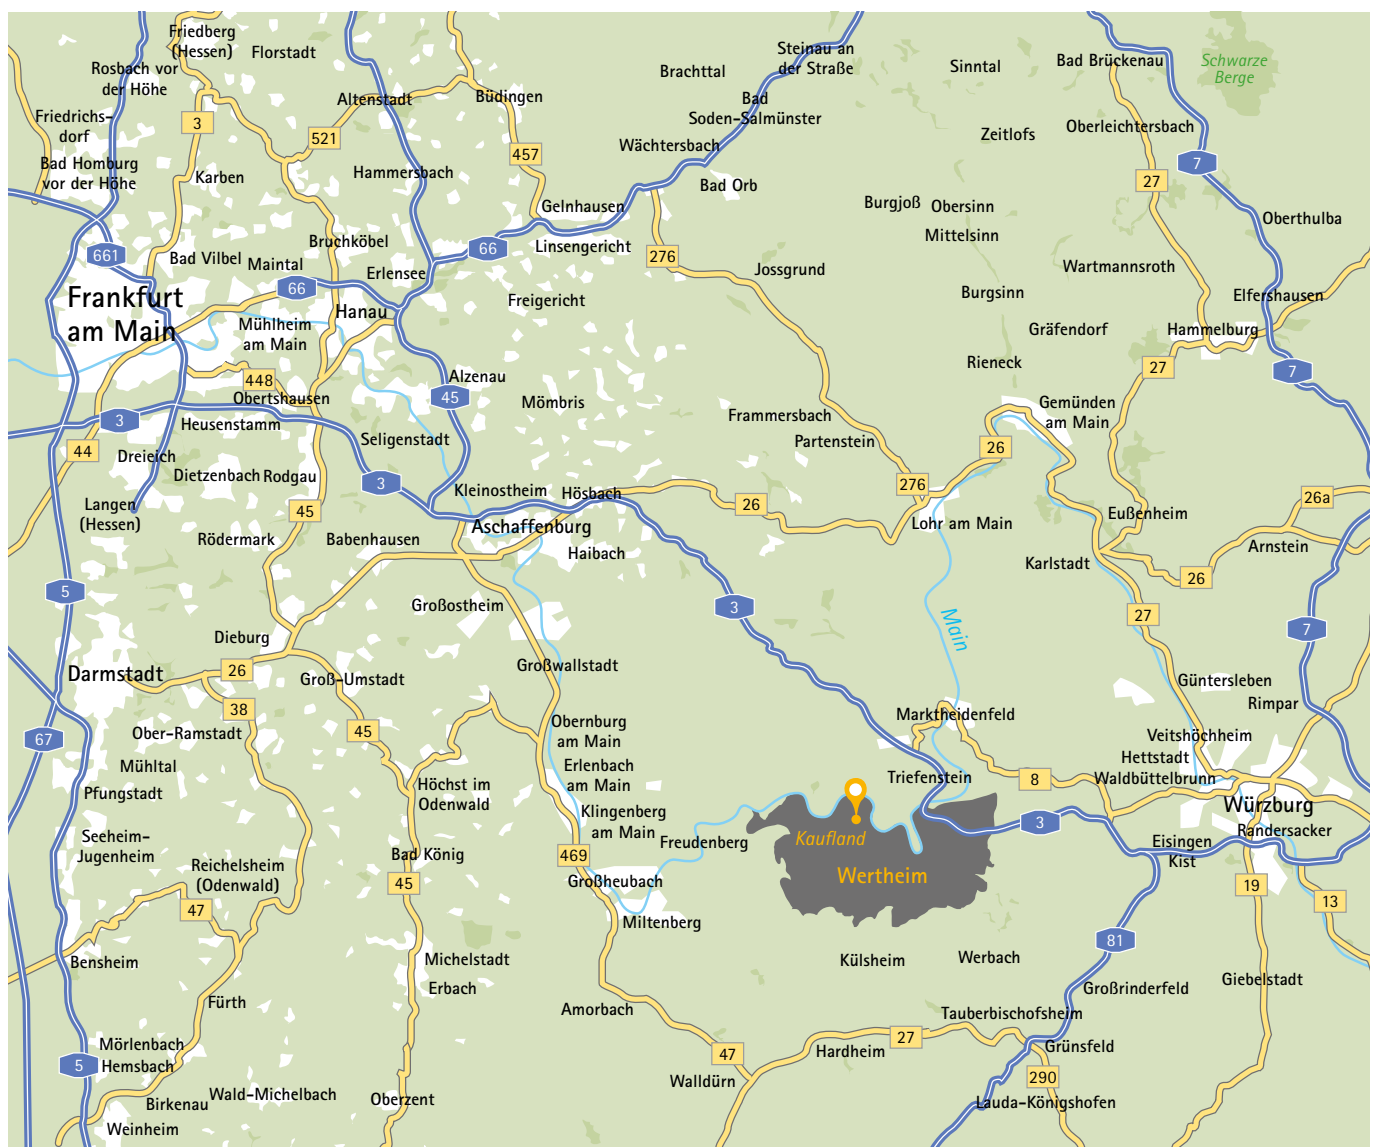 Friedberg
(Hessen)
Florstadt
Rosbach vor
der Höhe
Steinau an
der Straße
Brachttal
Sinntal
Bad Brückenau
Schwarze
Berge
Altenstadt
Büdingen
Bad
Soden-Salmünster
Friedrichs-
dorf
3
521
457
Wächtersbach
Zeitlofs
Oberleichtersbach
7
Bad Homburg
vor der Höhe
Karben
Hammersbach
Bad Orb
27
Gelnhausen
Burgjoß
Obersinn
Mittelsinn
Oberthulba
661
Bad Vilbel
Maintal
Bruchköbel
Erlensee
66
Linsengericht
276
Jossgrund
Wartmannsroth
66
Frankfurt
am Main
Hanau
Freigericht
Burgsinn
Elfershausen
Mühlheim
am Main
Gräfendorf
Hammelburg
Rieneck
27
7
448
Obertshausen
Alzenau
45
Mömbris
Gemünden
am Main
3
Heusenstamm
Frammersbach
Partenstein
44
Dreieich
Seligenstadt
26
Dietzenbach
Rodgau
3
Kleinostheim
Hösbach
276
26
26a
Langen
(Hessen)
45
Aschaffenburg
Lohr am Main
Eußenheim
Rödermark
Babenhausen
Haibach
Karlstadt
Arnstein
5
26
Großostheim
3
27
Main
7
Dieburg
Großwallstadt
Darmstadt
26
Groß-Umstadt
Güntersleben
Rimpar
38
Ober-Ramstadt
45
Obernburg
am Main
Marktheidenfeld
Veitshöchheim
67
Mühltal
Erlenbach
am Main
Hettstadt
Pfungstadt
Höchst im
Odenwald
Triefenstein
8
Waldbüttelbrunn
Klingenberg
am Main
Würzburg
Seeheim-
Jugenheim
Freudenberg
Kaufland
3
Eisingen
Kist
Randersacker
Reichelsheim
(Odenwald)
Bad König
469
Großheubach
Wertheim
45
19
13
47
Miltenberg
81
Bensheim
Michelstadt
Külsheim
Werbach
Erbach
Großrinderfeld
Giebelstadt
Fürth
Amorbach
Tauberbischofsheim
Mörlenbach
27
Grünsfeld
5
Hemsbach
47
Hardheim
290
Walldürn
Birkenau
Wald-Michelbach
Oberzent
Lauda-Königshofen
Weinheim